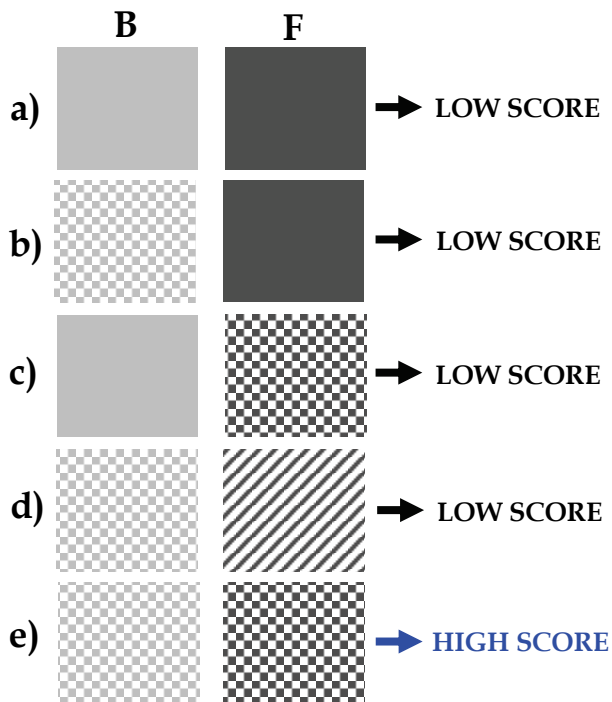 B F
a) LOW SCORE
b) LOW SCORE
c) LOW SCORE
d) LOW SCORE
e) HIGH SCORE